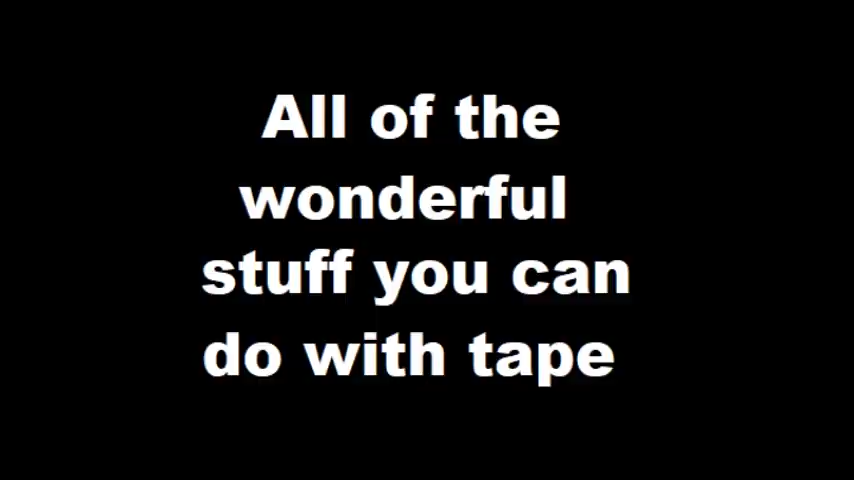 All of the
wonderful
stuff you can
do with tape